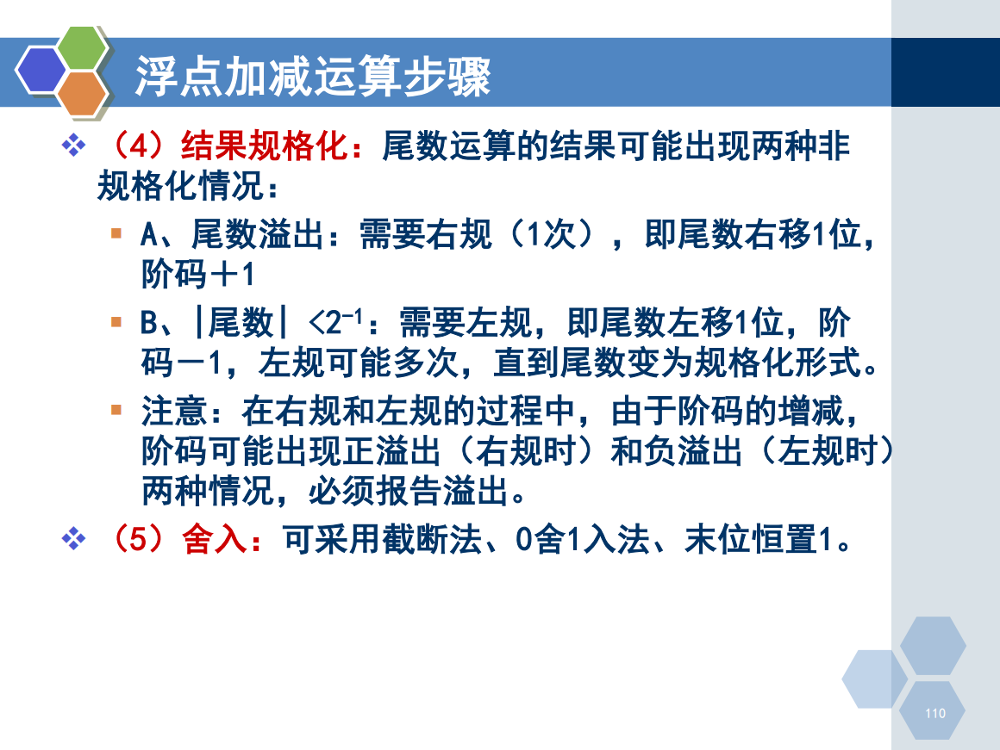 浮点加减运算步骤
（4）结果规格化：尾数运算的结果可能出现两种非
规格化情况：
A、尾数溢出：需要右规（1次），即尾数右移1位，
阶码＋1
B、|尾数| <2⁻¹：需要左规，即尾数左移1位，阶
码－1，左规可能多次，直到尾数变为规格化形式。
注意：在右规和左规的过程中，由于阶码的增减，
阶码可能出现正溢出（右规时）和负溢出（左规时）
两种情况，必须报告溢出。
（5）舍入：可采用截断法、0舍1入法、末位恒置1。
110